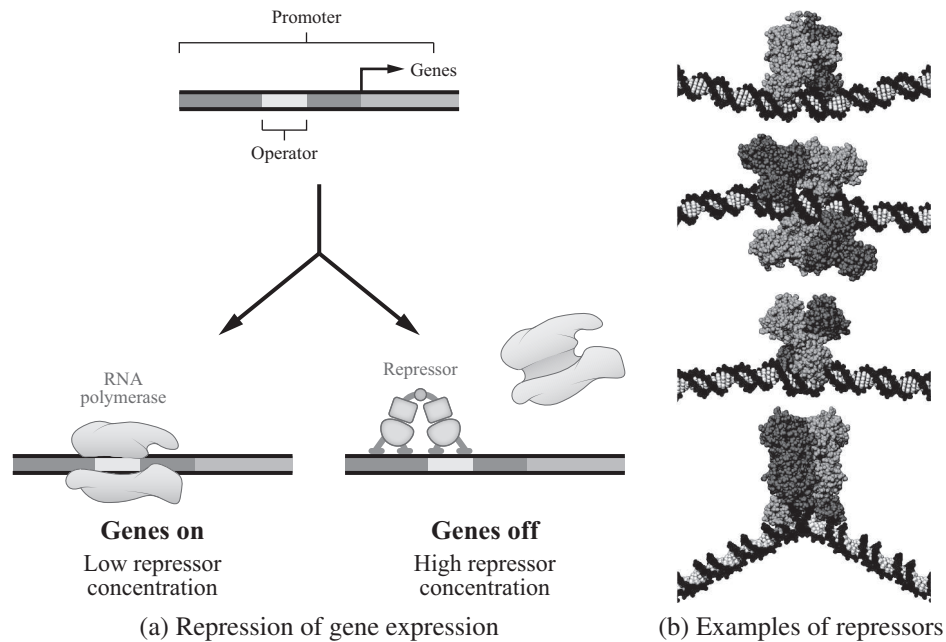 Promoter
Genes
Operator
RNA
polymerase
Repressor
Genes on
Low repressor
concentration
Genes off
High repressor
concentration
(a) Repression of gene expression
(b) Examples of repressors